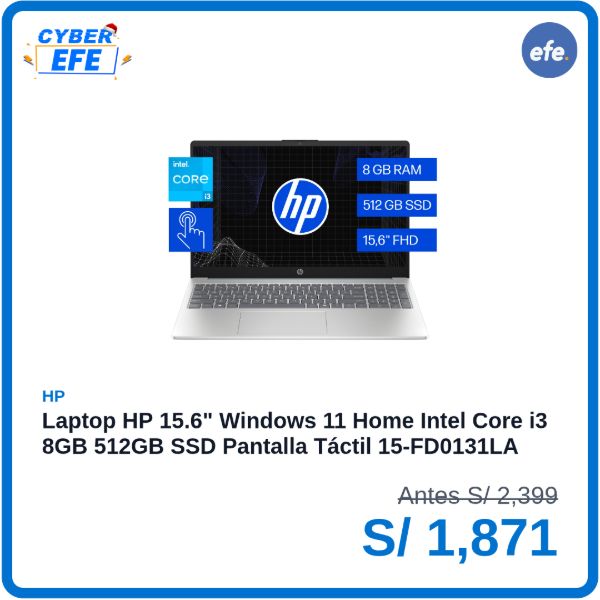 CYBER
EFE
efe.
intel.
CORE
i3
8 GB RAM
512 GB SSD
15,6" FHD
hp
HP
Laptop HP 15.6" Windows 11 Home Intel Core i3
8GB 512GB SSD Pantalla Táctil 15-FD0131LA
Antes S/ 2,399
S/ 1,871